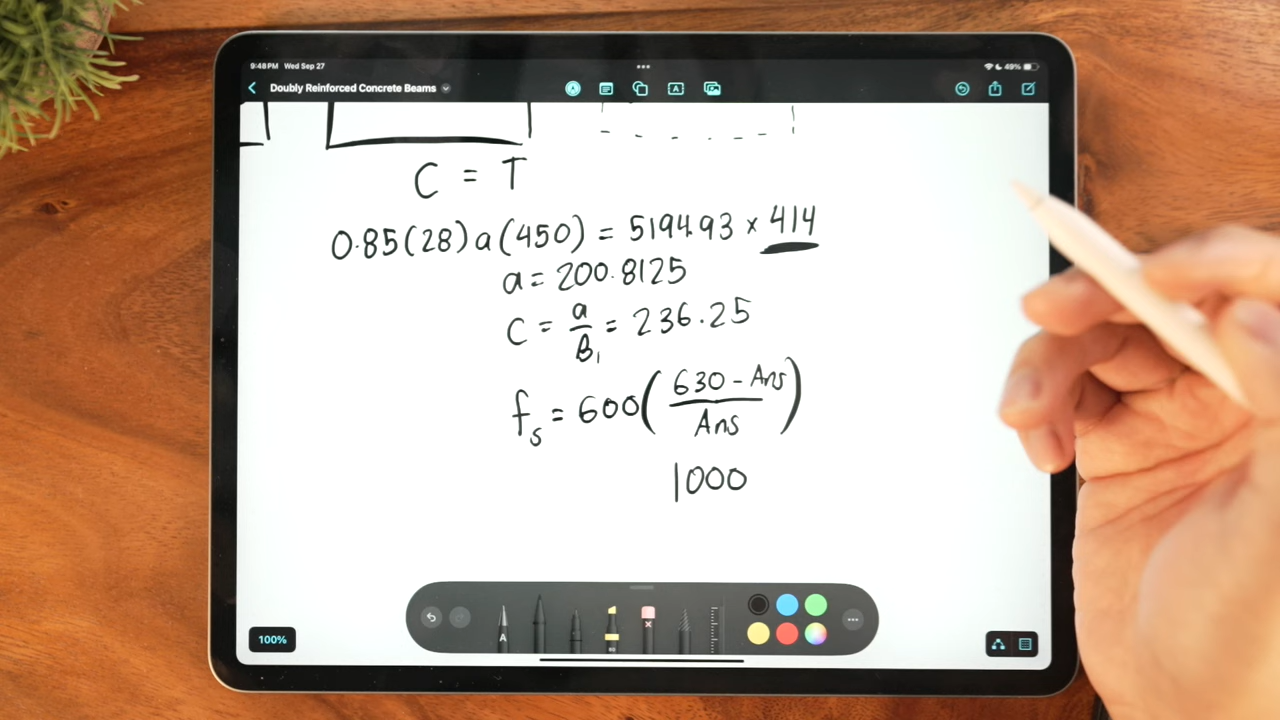 9:48 PM Wed Sep 27
49%
Doubly Reinforced Concrete Beams
C = T
0.85(28)a(450) = 5194.93 × 414
a = 200.8125
C = a/β₁ = 236.25
fₛ = 600((630 - Ans)/Ans)
1000
A
100%